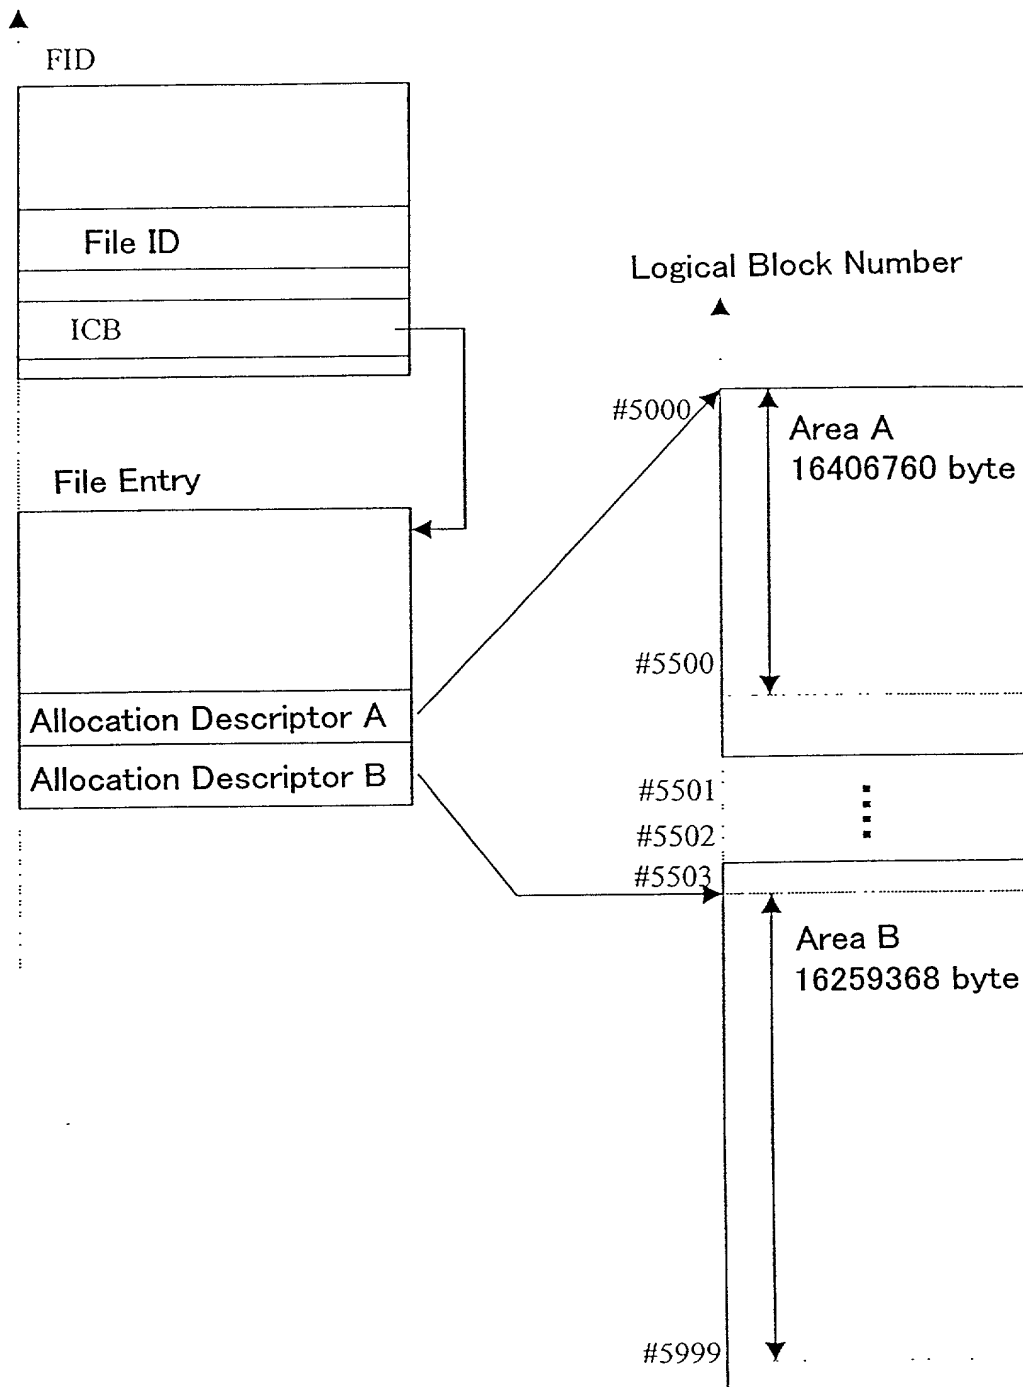 FID
File ID
ICB
File Entry
Allocation Descriptor A
Allocation Descriptor B
Logical Block Number
#5000
Area A
16406760 byte
#5500
#5501
#5502
#5503
Area B
16259368 byte
#5999